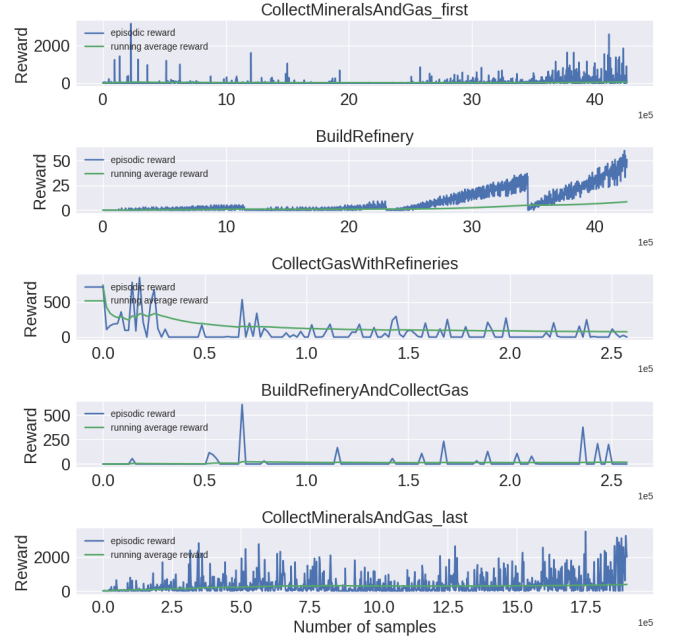 CollectMineralsAndGas_first
Reward
2000
0
episodic reward
running average reward
0 10 20 30 40
1e5
BuildRefinery
Reward
50
25
0
episodic reward
running average reward
0 10 20 30 40
1e5
CollectGasWithRefineries
Reward
500
0
episodic reward
running average reward
0.0 0.5 1.0 1.5 2.0 2.5
1e5
BuildRefineryAndCollectGas
Reward
500
250
0
episodic reward
running average reward
0.0 0.5 1.0 1.5 2.0 2.5
1e5
CollectMineralsAndGas_last
Reward
2000
0
episodic reward
running average reward
0.0 2.5 5.0 7.5 10.0 12.5 15.0 17.5
1e5
Number of samples